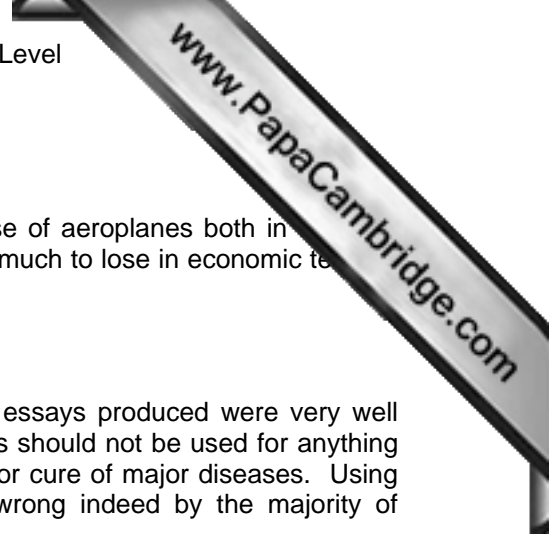 Level
www.PapaCambridge.com
se of aeroplanes both in
much to lose in economic te
essays produced were very well
s should not be used for anything
or cure of major diseases. Using
wrong indeed by the majority of